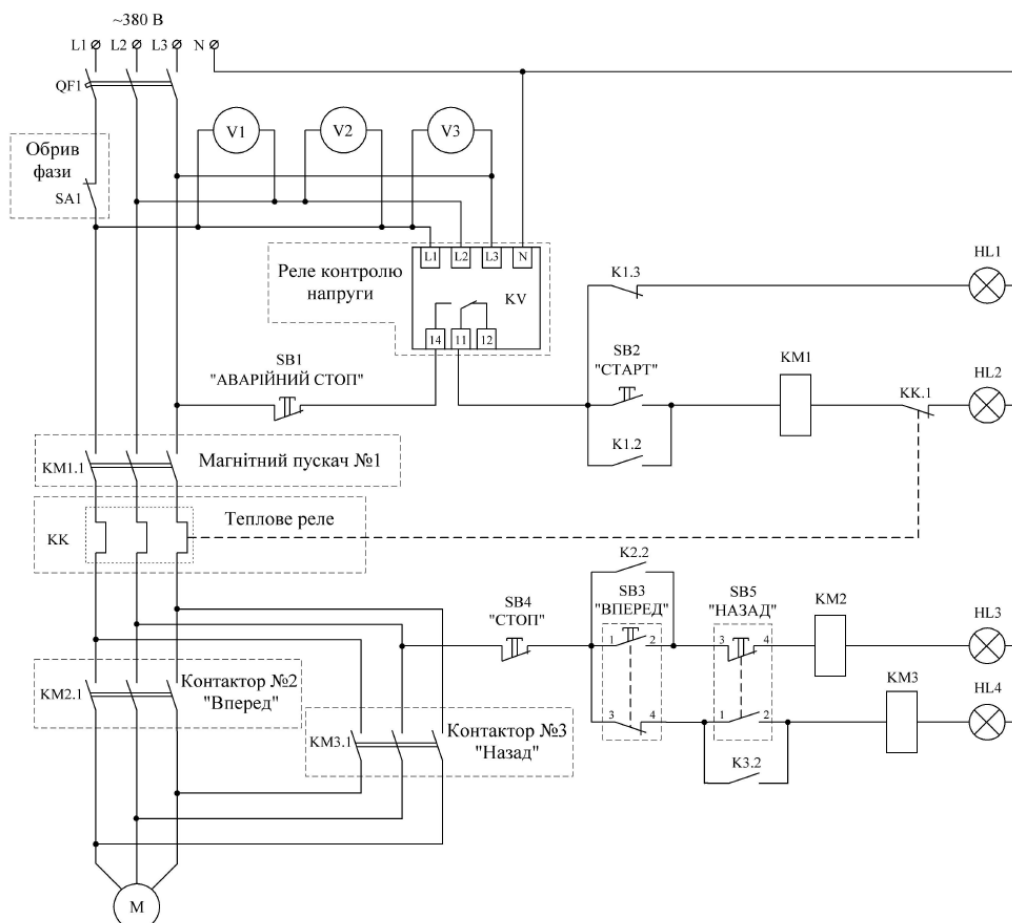 ~380 В
L1 L2 L3 N
QF1
V1 V2 V3
Обрив
фази
SA1
L1 L2 L3 N
Реле контролю
напруги
KV
14 11 12
K1.3
HL1
SB1
"АВАРІЙНИЙ СТОП"
SB2
"СТАРТ"
KM1
KK.1
HL2
K1.2
KM1.1
Магнітний пускач №1
KK
Теплове реле
K2.2
SB4
"СТОП"
SB3
"ВПЕРЕД"
SB5
"НАЗАД"
KM2
HL3
1 2 3 4
KM3
HL4
3 4 1 2
K3.2
KM2.1
Контактор №2
"Вперед"
KM3.1
Контактор №3
"Назад"
M